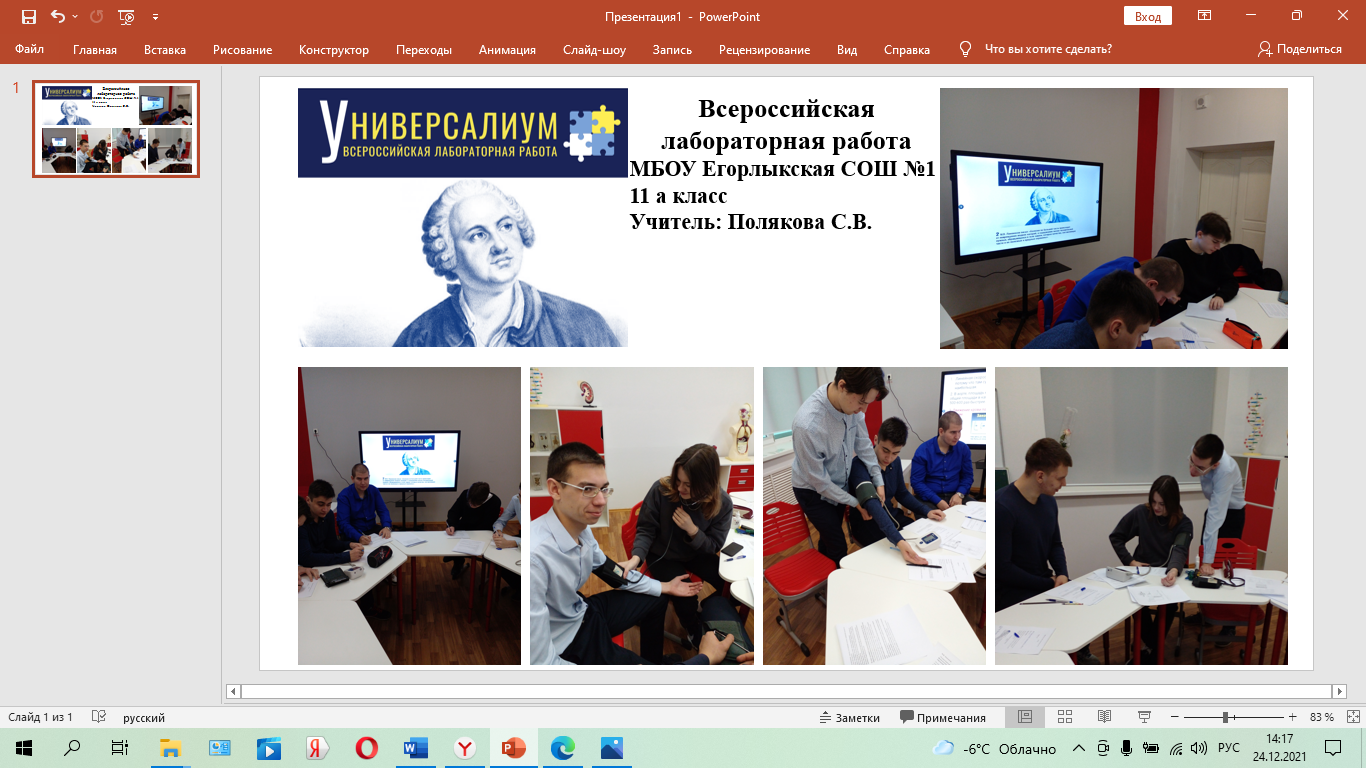 Презентация1 - PowerPoint
Вход
Файл
Главная
Вставка
Рисование
Конструктор
Переходы
Анимация
Слайд-шоу
Запись
Рецензирование
Вид
Справка
Что вы хотите сделать?
Поделиться
1
УНИВЕРСАЛИУМ
ВСЕРОССИЙСКАЯ ЛАБОРАТОРНАЯ РАБОТА
Всероссийская
лабораторная работа
МБОУ Егорлыкская СОШ №1
11 а класс
Учитель: Полякова С.В.
УНИВЕРСАЛИУМ
УНИВЕРСАЛИУМ
Слайд 1 из 1
русский
Заметки
Примечания
83 %
-6°C Облачно
РУС
14:17
24.12.2021